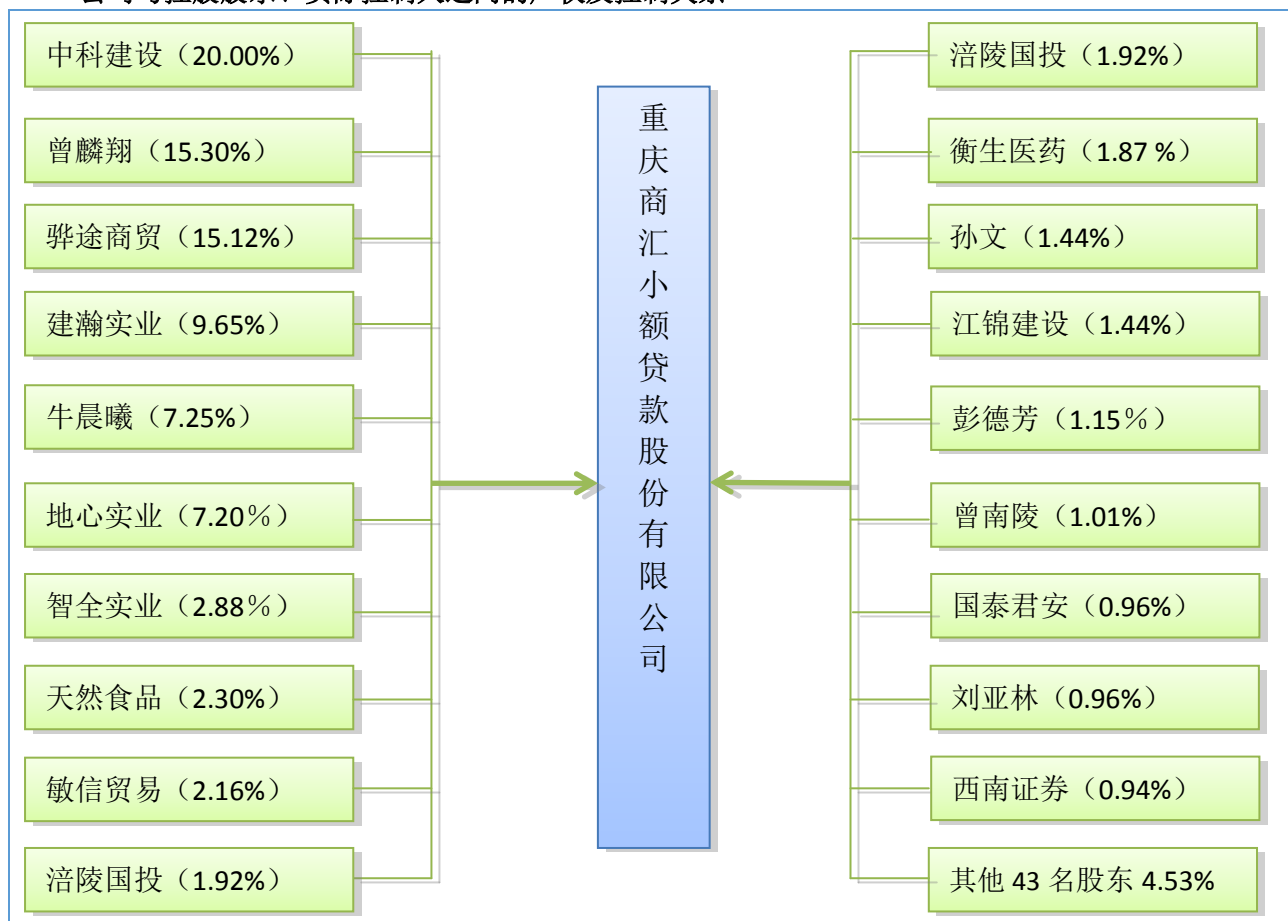 中科建设（20.00%）
曾麟翔（15.30%）
骅途商贸（15.12%）
建瀚实业（9.65%）
牛晨曦（7.25%）
地心实业（7.20％）
智全实业（2.88％）
天然食品（2.30%）
敏信贸易（2.16%）
涪陵国投（1.92%）
重庆商汇小额贷款股份有限公司
涪陵国投（1.92%）
衡生医药（1.87 %）
孙文（1.44%）
江锦建设（1.44%）
彭德芳（1.15％）
曾南陵（1.01%）
国泰君安（0.96%）
刘亚林（0.96%）
西南证券（0.94%）
其他 43 名股东 4.53%